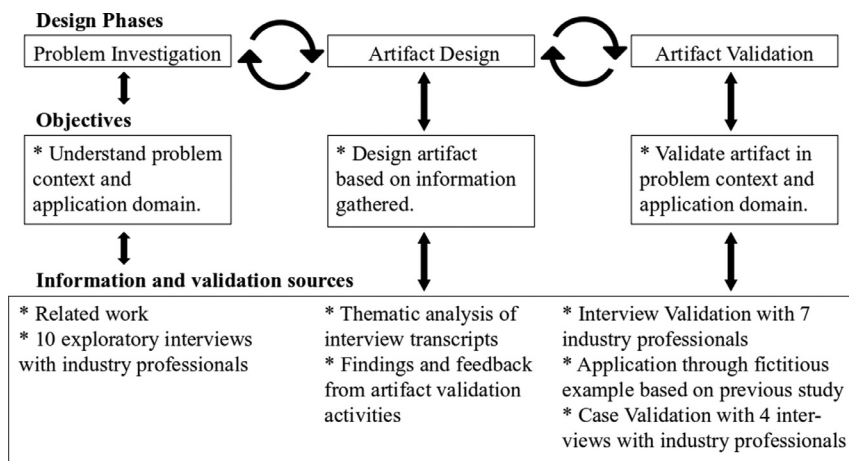 Design Phases
Problem Investigation
Artifact Design
Artifact Validation
Objectives
* Understand problem
context and
application domain.
* Design artifact
based on information
gathered.
* Validate artifact in
problem context and
application domain.
Information and validation sources
* Related work
* 10 exploratory interviews
with industry professionals
* Thematic analysis of
interview transcripts
* Findings and feedback
from artifact validation
activities
* Interview Validation with 7
industry professionals
* Application through fictitious
example based on previous study
* Case Validation with 4 inter-
views with industry professionals